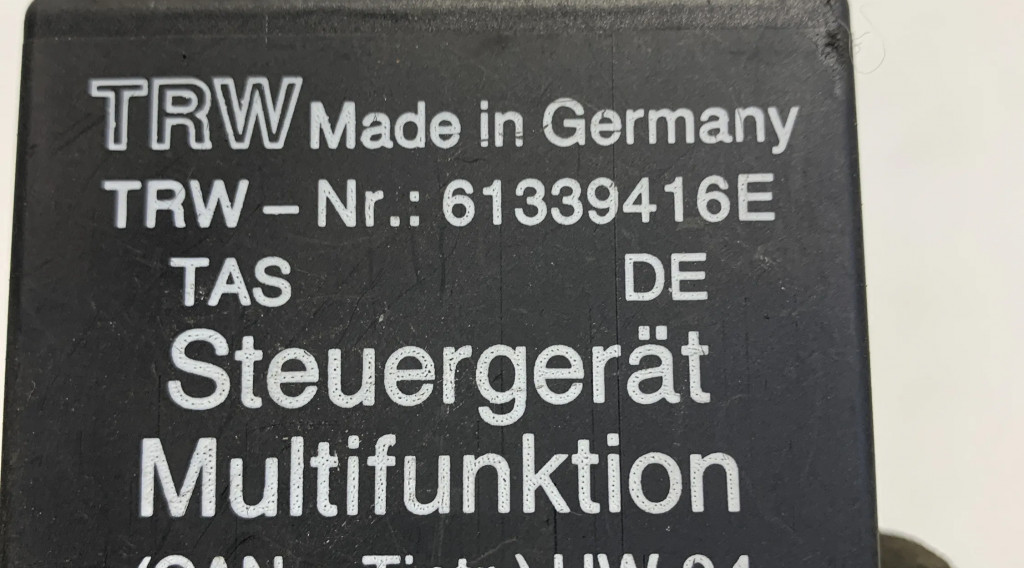 TRW Made in Germany
TRW – Nr.: 61339416E
TAS DE
Steuergerät
Multifunktion